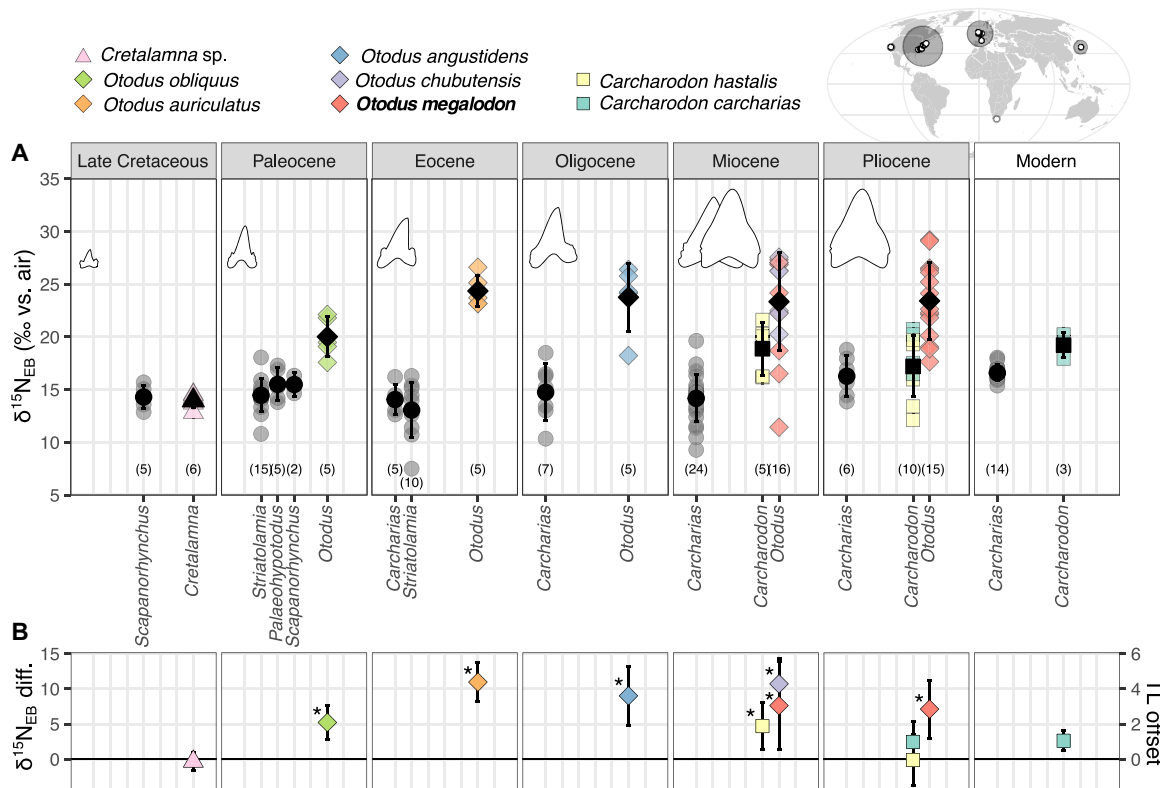 Cretalamna sp.
Otodus obliquus
Otodus auriculatus
Otodus angustidens
Otodus chubutensis
Otodus megalodon
Carcharodon hastalis
Carcharodon carcharias
A
Late Cretaceous
Paleocene
Eocene
Oligocene
Miocene
Pliocene
Modern
δ¹⁵N_EB (‰ vs. air)
35
30
25
20
15
10
5
(5)
(6)
(15)
(5)
(2)
(5)
(5)
(10)
(5)
(7)
(5)
(24)
(5)
(16)
(6)
(10)
(15)
(14)
(3)
Scapanorhynchus
Cretalamna
Striatolamia
Palaeohypotodus
Scapanorhynchus
Otodus
Carcharias
Striatolamia
Otodus
Carcharias
Otodus
Carcharias
Carcharodon
Otodus
Carcharias
Carcharodon
Otodus
Carcharias
Carcharodon
B
δ¹⁵N_EB diff.
15
10
5
0
* * * * * * *
6
4
2
0
TL offset